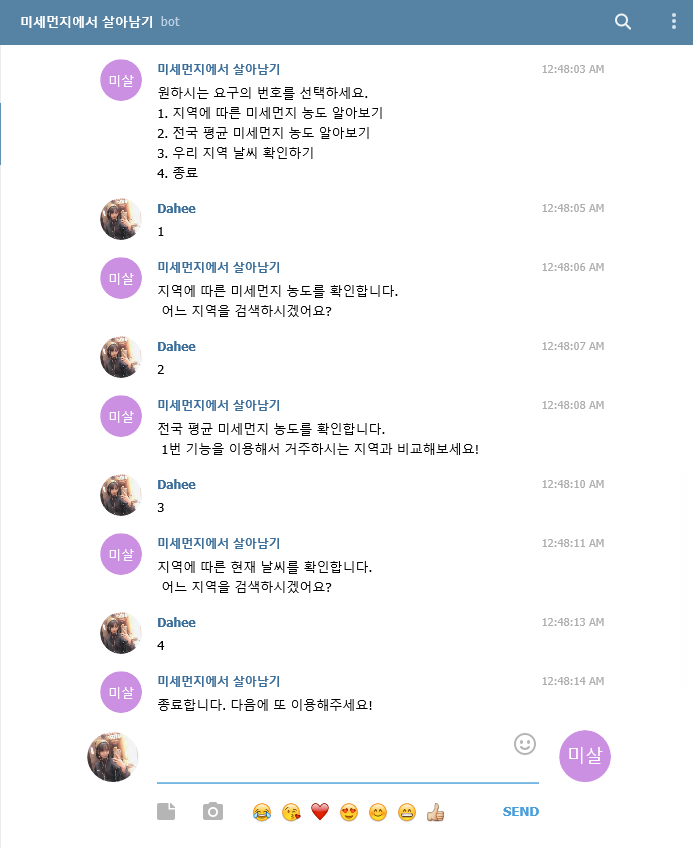 미세먼지에서 살아남기 bot
미살
미세먼지에서 살아남기 12:48:03 AM
원하시는 요구의 번호를 선택하세요.
1. 지역에 따른 미세먼지 농도 알아보기
2. 전국 평균 미세먼지 농도 알아보기
3. 우리 지역 날씨 확인하기
4. 종료
Dahee 12:48:05 AM
1
미살
미세먼지에서 살아남기 12:48:06 AM
지역에 따른 미세먼지 농도를 확인합니다.
어느 지역을 검색하시겠어요?
Dahee 12:48:07 AM
2
미살
미세먼지에서 살아남기 12:48:08 AM
전국 평균 미세먼지 농도를 확인합니다.
1번 기능을 이용해서 거주하시는 지역과 비교해보세요!
Dahee 12:48:10 AM
3
미살
미세먼지에서 살아남기 12:48:11 AM
지역에 따른 현재 날씨를 확인합니다.
어느 지역을 검색하시겠어요?
Dahee 12:48:13 AM
4
미살
미세먼지에서 살아남기 12:48:14 AM
종료합니다. 다음에 또 이용해주세요!
미살
SEND